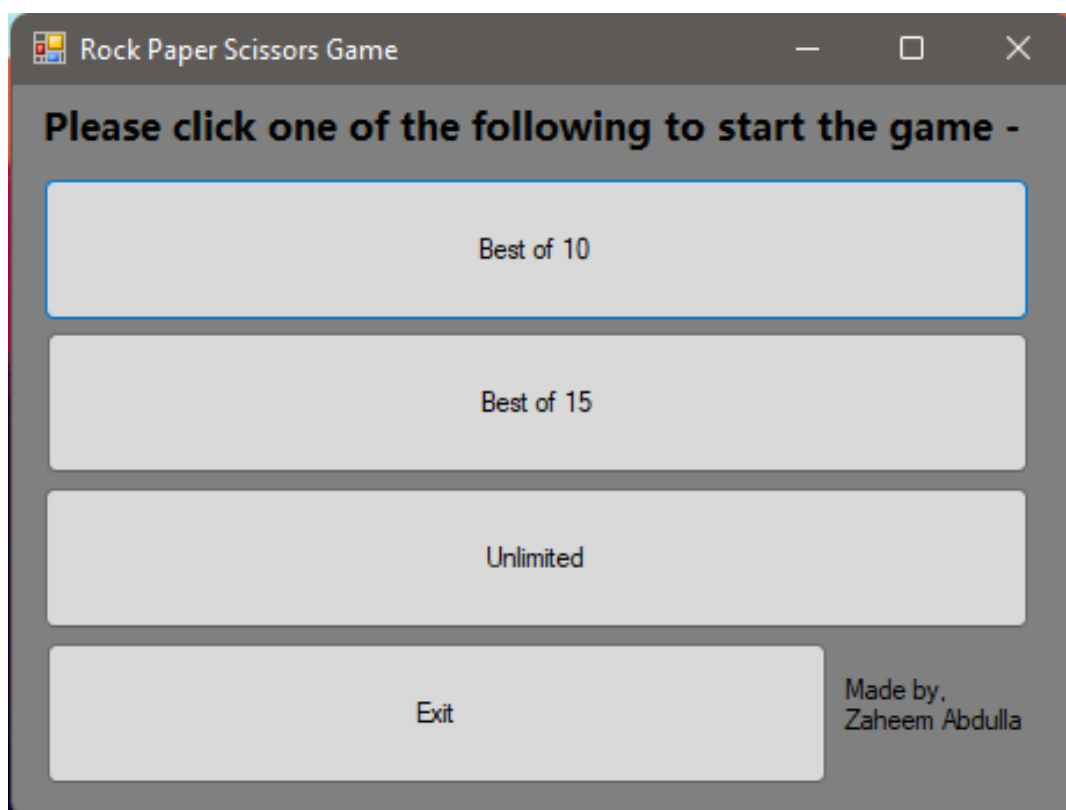 Rock Paper Scissors Game
Please click one of the following to start the game -
Best of 10
Best of 15
Unlimited
Exit
Made by,
Zaheem Abdulla